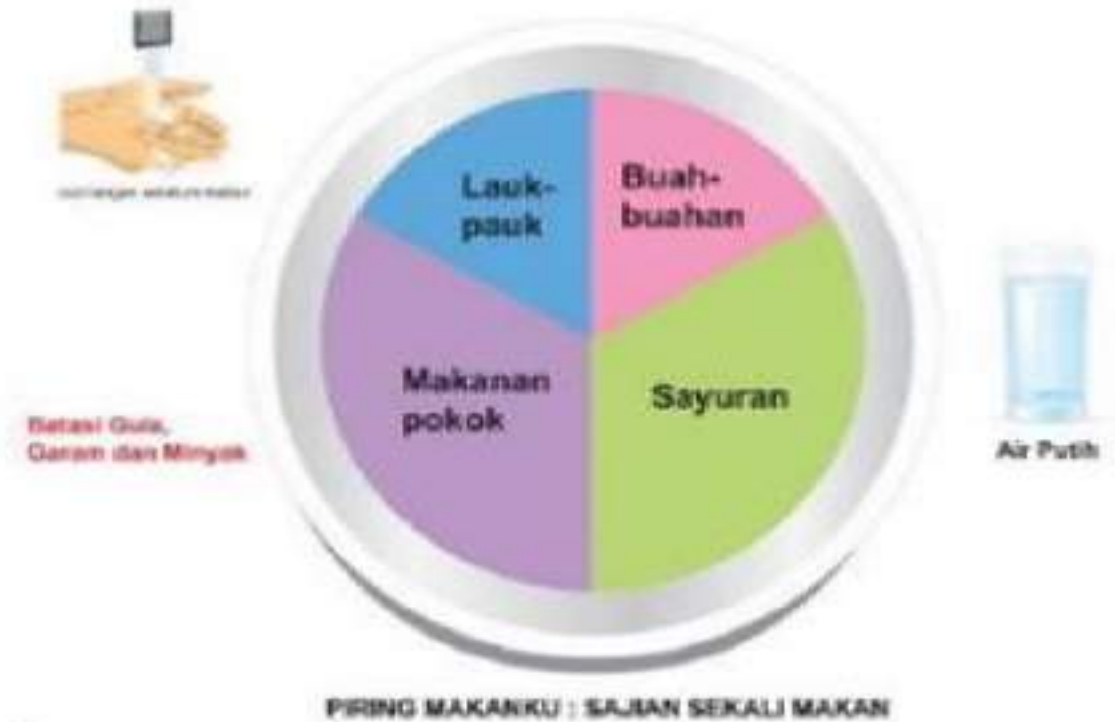 Lauk-
pauk
Buah-
buahan
Makanan
pokok
Sayuran
Batasi Gula,
Garam dan Minyak
Air Putih
PIRING MAKANKU : SAJIAN SEKALI MAKAN